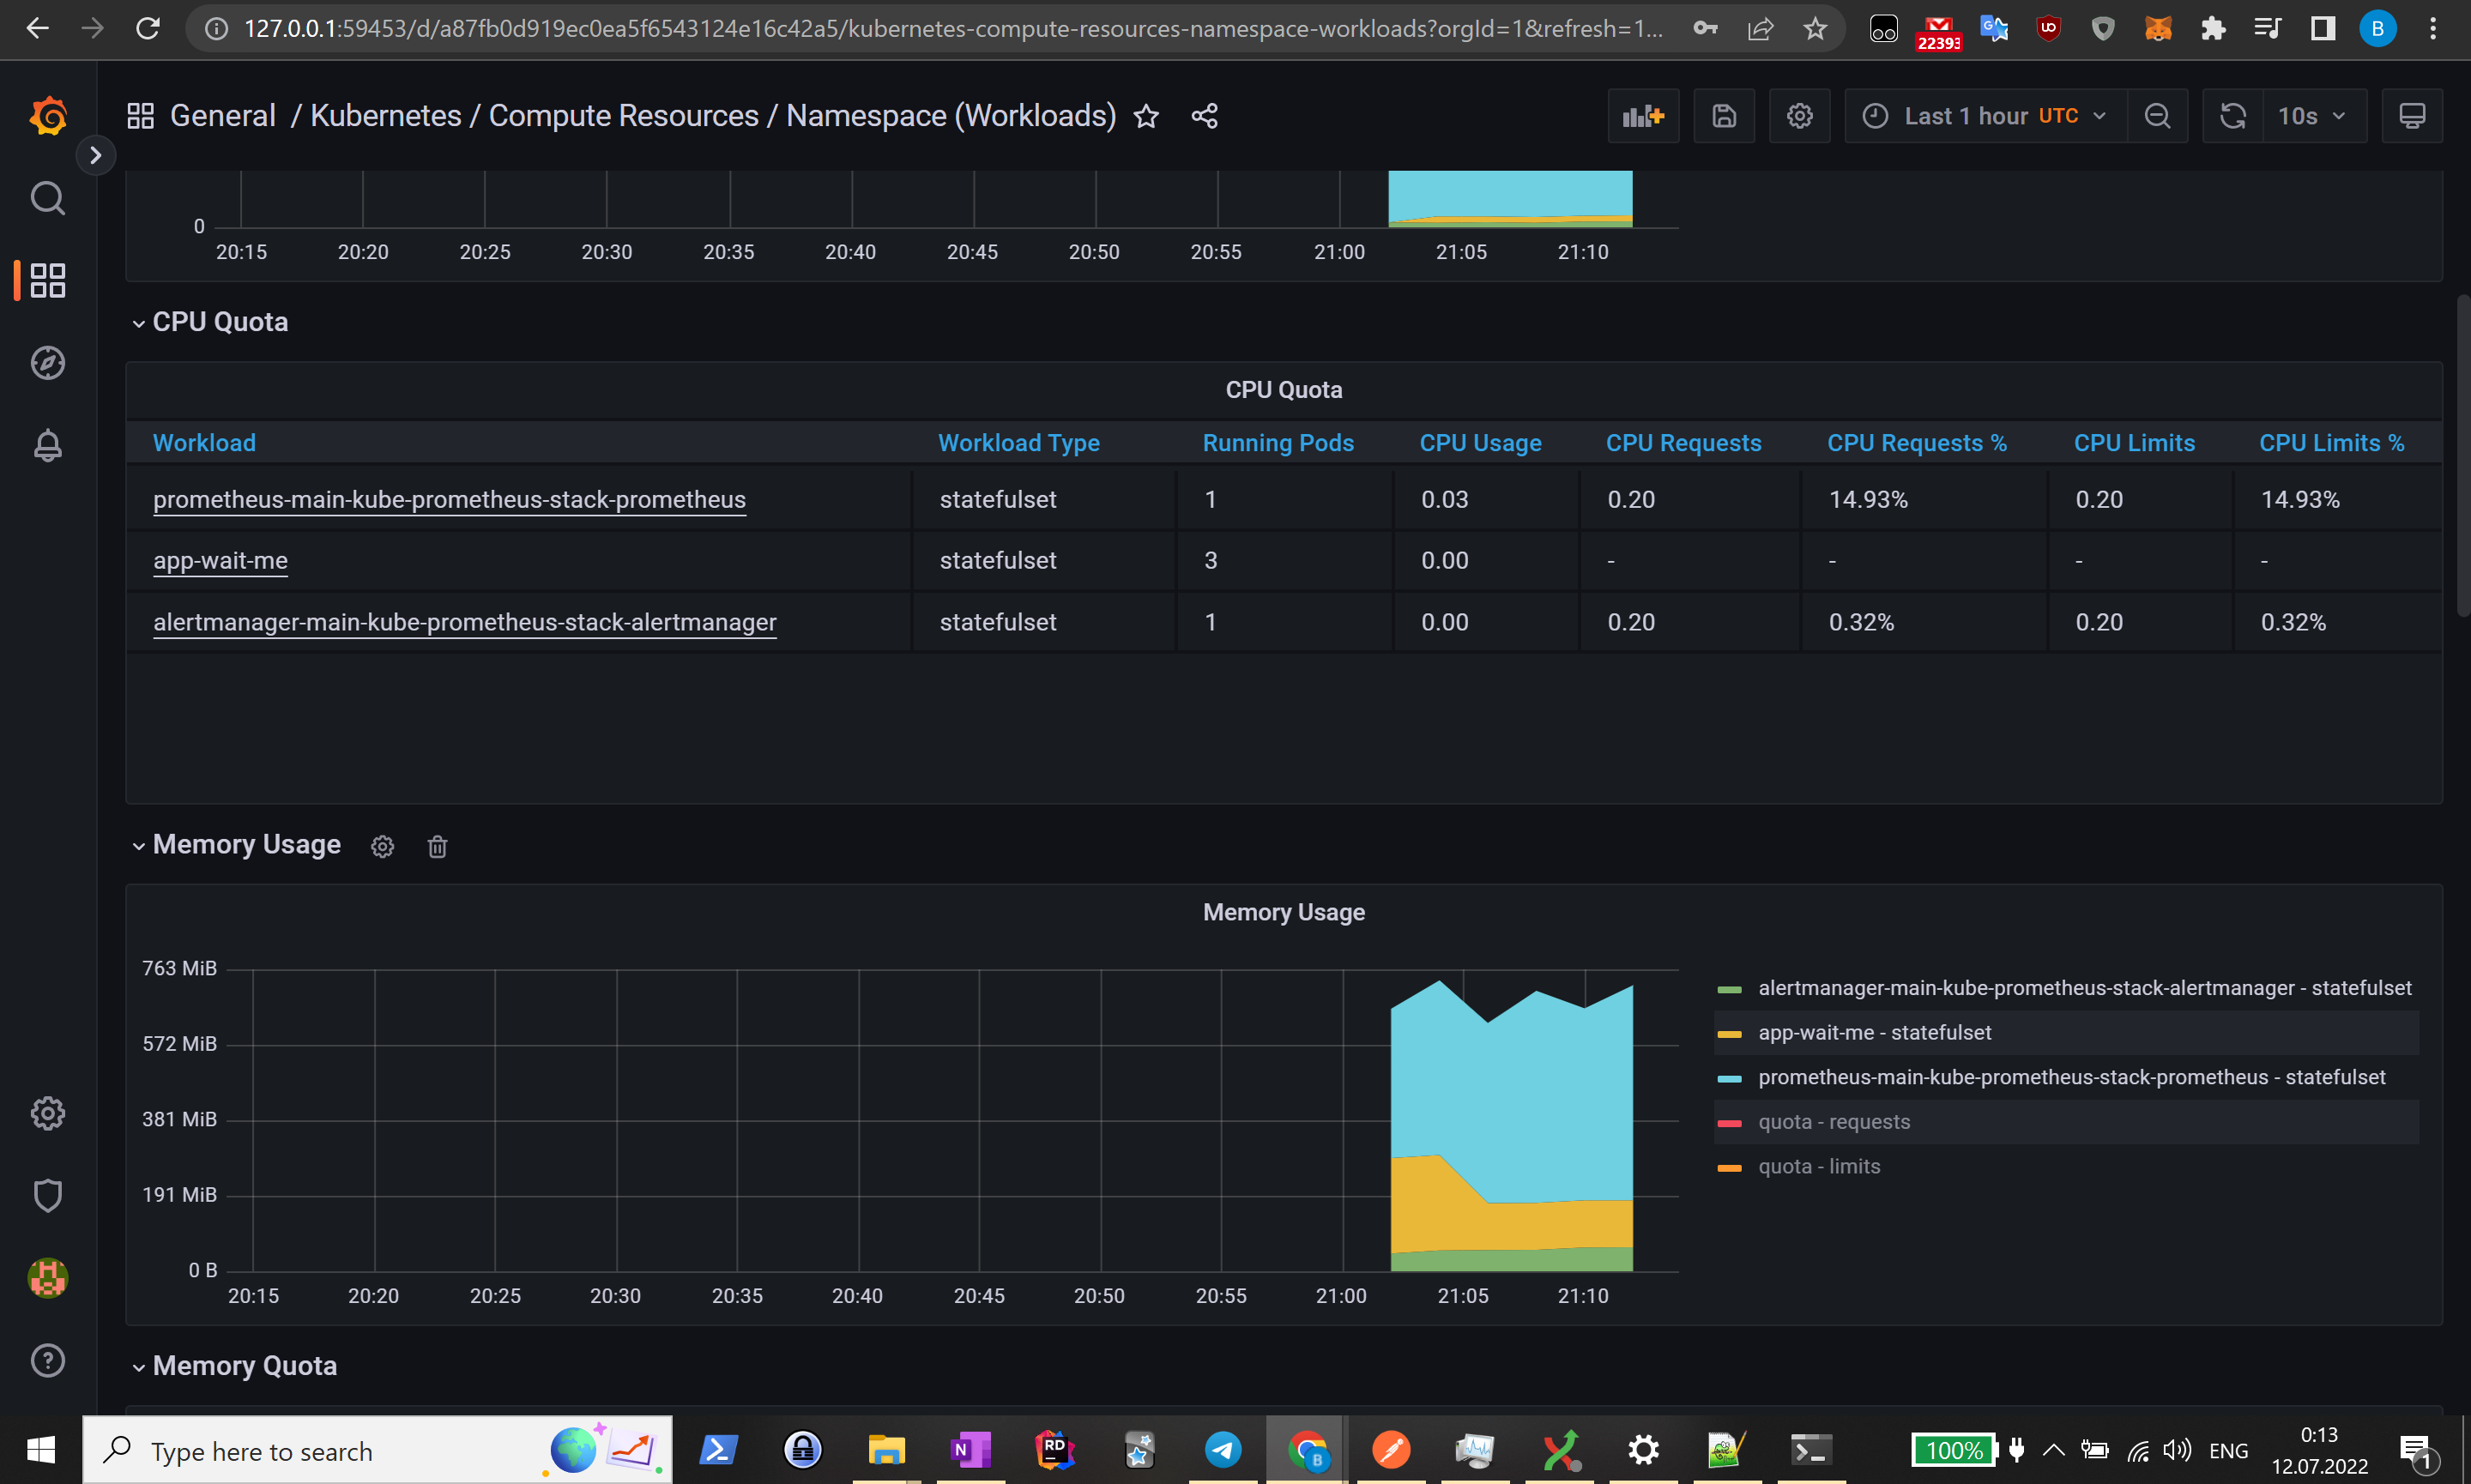 127.0.0.1:59453/d/a87fb0d919ec0ea5f6543124e16c42a5/kubernetes-compute-resources-namespace-workloads?orgId=1&refresh=1...
22393
B
General / Kubernetes / Compute Resources / Namespace (Workloads)
Last 1 hour UTC
10s
0
20:15 20:20 20:25 20:30 20:35 20:40 20:45 20:50 20:55 21:00 21:05 21:10
CPU Quota
CPU Quota
Workload Workload Type Running Pods CPU Usage CPU Requests CPU Requests % CPU Limits CPU Limits %
prometheus-main-kube-prometheus-stack-prometheus statefulset 1 0.03 0.20 14.93% 0.20 14.93%
app-wait-me statefulset 3 0.00 - - - -
alertmanager-main-kube-prometheus-stack-alertmanager statefulset 1 0.00 0.20 0.32% 0.20 0.32%
Memory Usage
Memory Usage
763 MiB
572 MiB
381 MiB
191 MiB
0 B
20:15 20:20 20:25 20:30 20:35 20:40 20:45 20:50 20:55 21:00 21:05 21:10
alertmanager-main-kube-prometheus-stack-alertmanager - statefulset
app-wait-me - statefulset
prometheus-main-kube-prometheus-stack-prometheus - statefulset
quota - requests
quota - limits
Memory Quota
Type here to search
N
RD
B
100%
ENG
0:13
12.07.2022
1